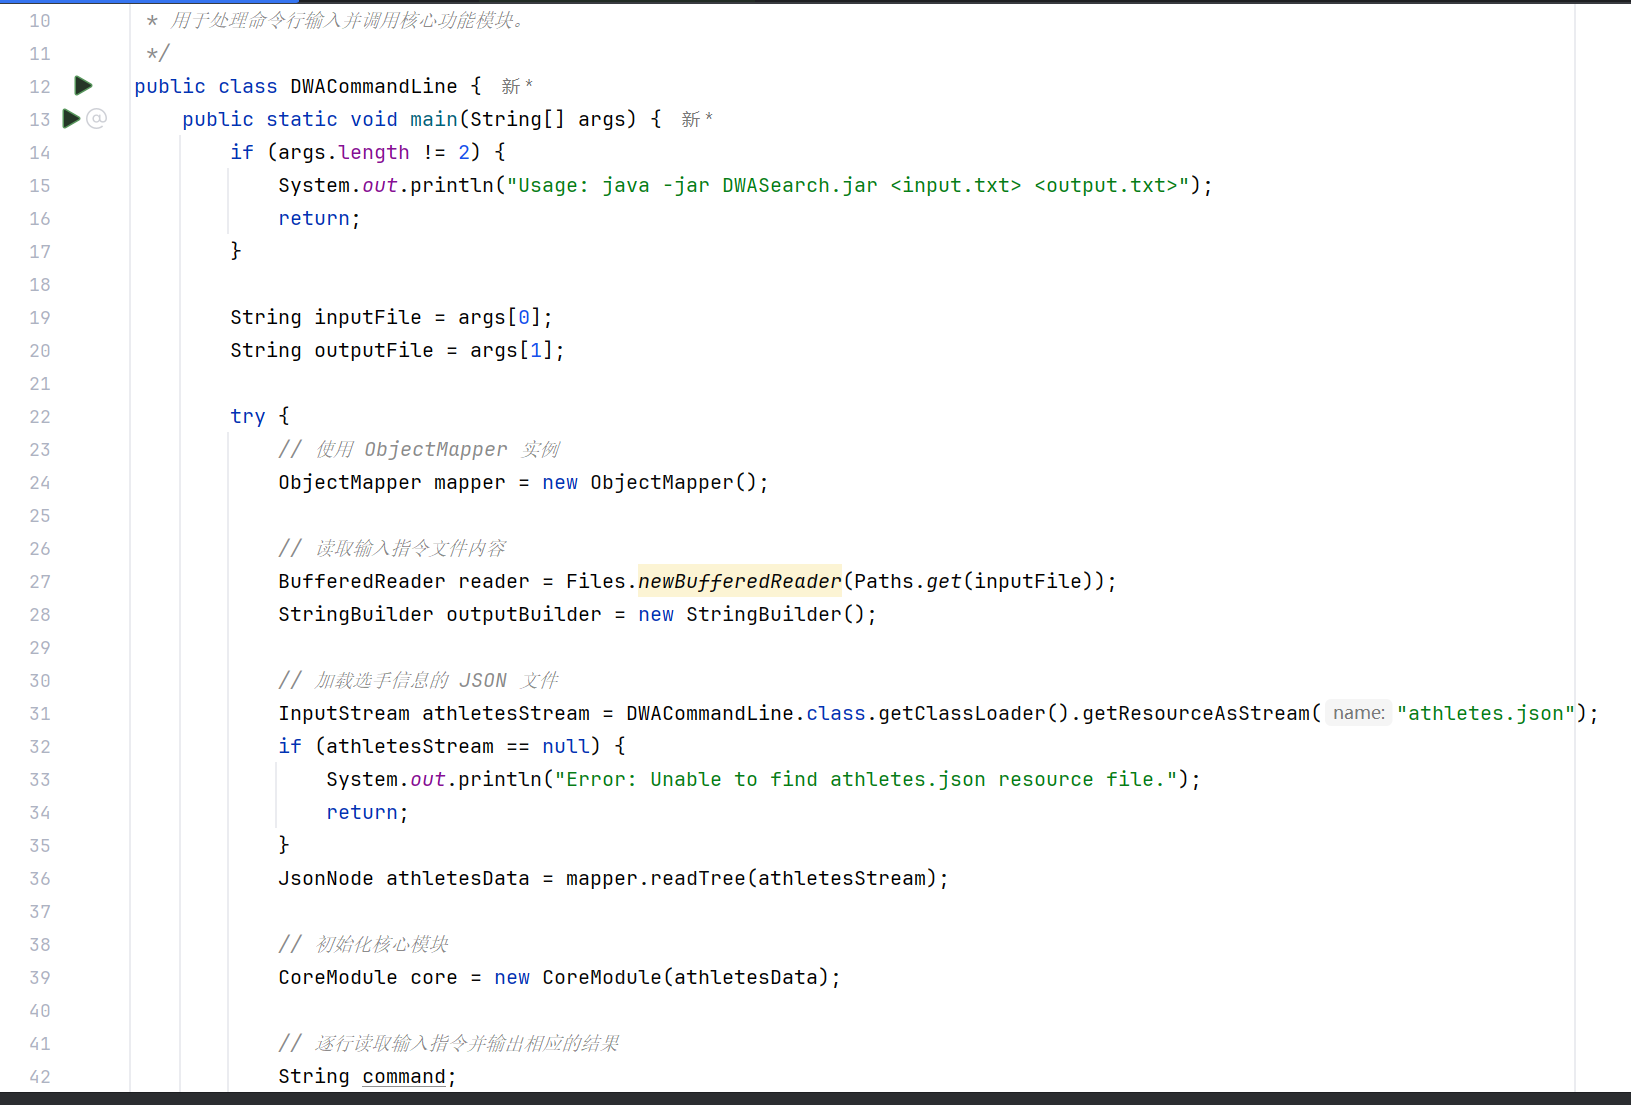 10 * 用于处理命令行输入并调用核心功能模块。
11 */
12 public class DWACommandLine { 新 *
13 @ public static void main(String[] args) { 新 *
14 if (args.length != 2) {
15 System.out.println("Usage: java -jar DWASearch.jar <input.txt> <output.txt>");
16 return;
17 }
18
19 String inputFile = args[0];
20 String outputFile = args[1];
21
22 try {
23 // 使用 ObjectMapper 实例
24 ObjectMapper mapper = new ObjectMapper();
25
26 // 读取输入指令文件内容
27 BufferedReader reader = Files.newBufferedReader(Paths.get(inputFile));
28 StringBuilder outputBuilder = new StringBuilder();
29
30 // 加载选手信息的 JSON 文件
31 InputStream athletesStream = DWACommandLine.class.getClassLoader().getResourceAsStream( name: "athletes.json");
32 if (athletesStream == null) {
33 System.out.println("Error: Unable to find athletes.json resource file.");
34 return;
35 }
36 JsonNode athletesData = mapper.readTree(athletesStream);
37
38 // 初始化核心模块
39 CoreModule core = new CoreModule(athletesData);
40
41 // 逐行读取输入指令并输出相应的结果
42 String command;